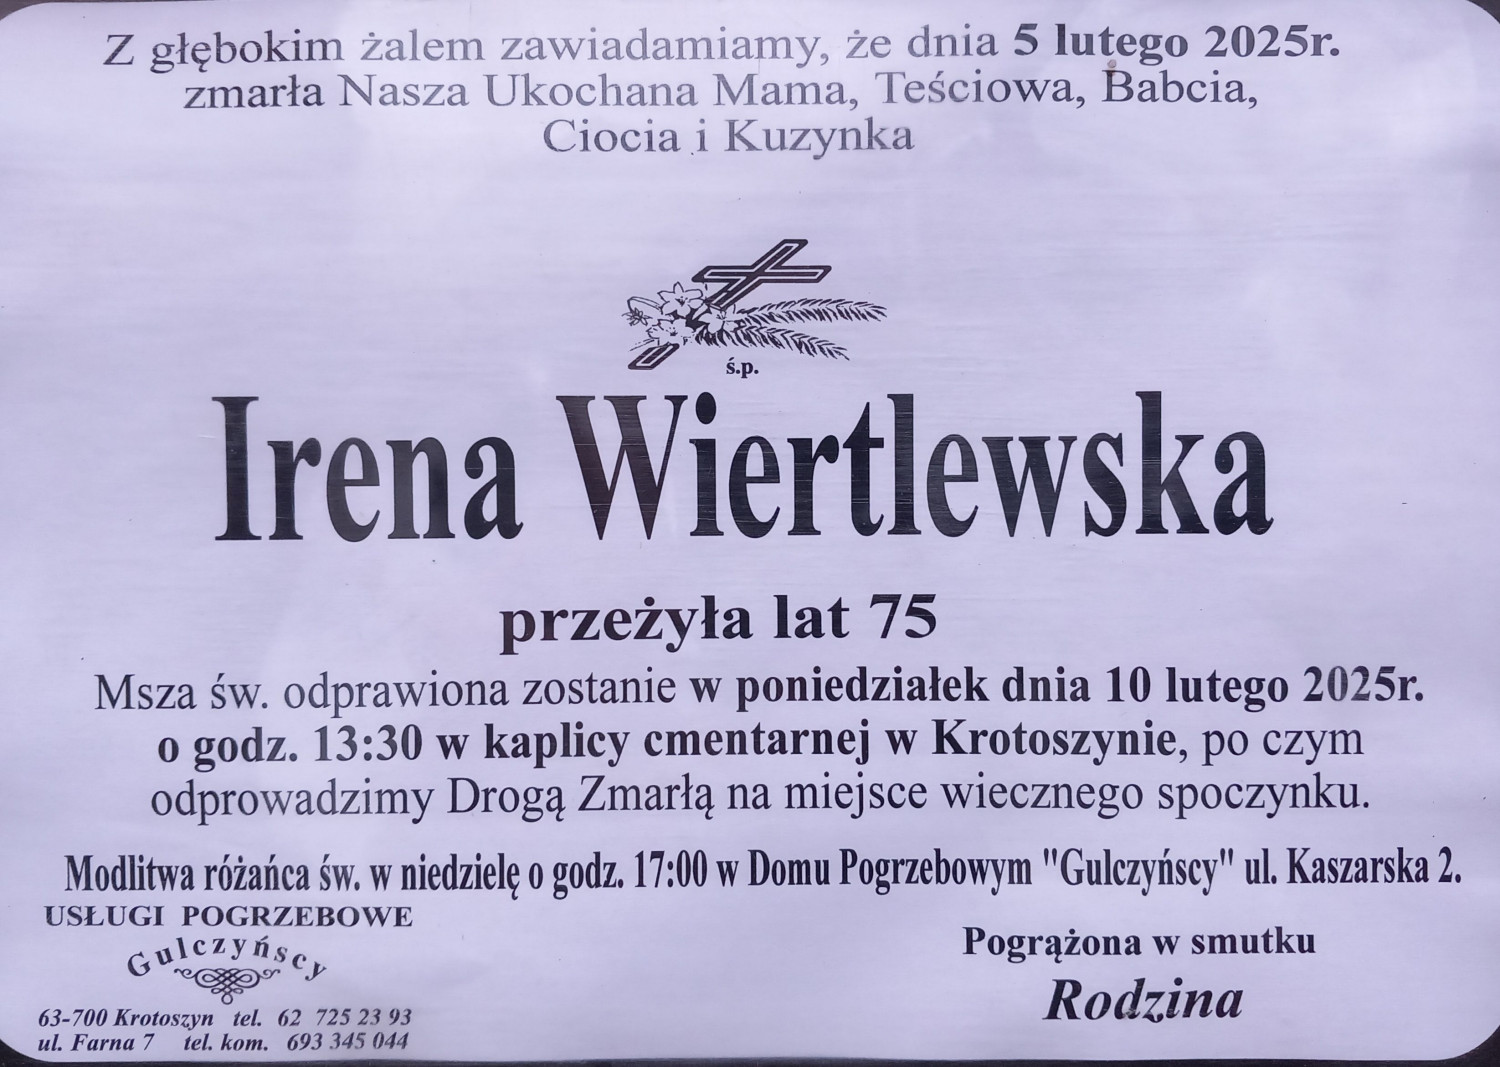 Z głębokim żalem zawiadamiamy, że dnia 5 lutego 2025r.
zmarła Nasza Ukochana Mama, Teściowa, Babcia,
Ciocia i Kuzynka
ś.p.
Irena Wiertlewska
przeżyła lat 75
Msza św. odprawiona zostanie w poniedziałek dnia 10 lutego 2025r.
o godz. 13:30 w kaplicy cmentarnej w Krotoszynie, po czym
odprowadzimy Drogą Zmarłą na miejsce wiecznego spoczynku.
Modlitwa różańca św. w niedzielę o godz. 17:00 w Domu Pogrzebowym "Gulczyńscy" ul. Kaszarska 2.
USŁUGI POGRZEBOWE
Gulczyńscy
63-700 Krotoszyn tel. 62 725 23 93
ul. Farna 7 tel. kom. 693 345 044
Pogrążona w smutku
Rodzina